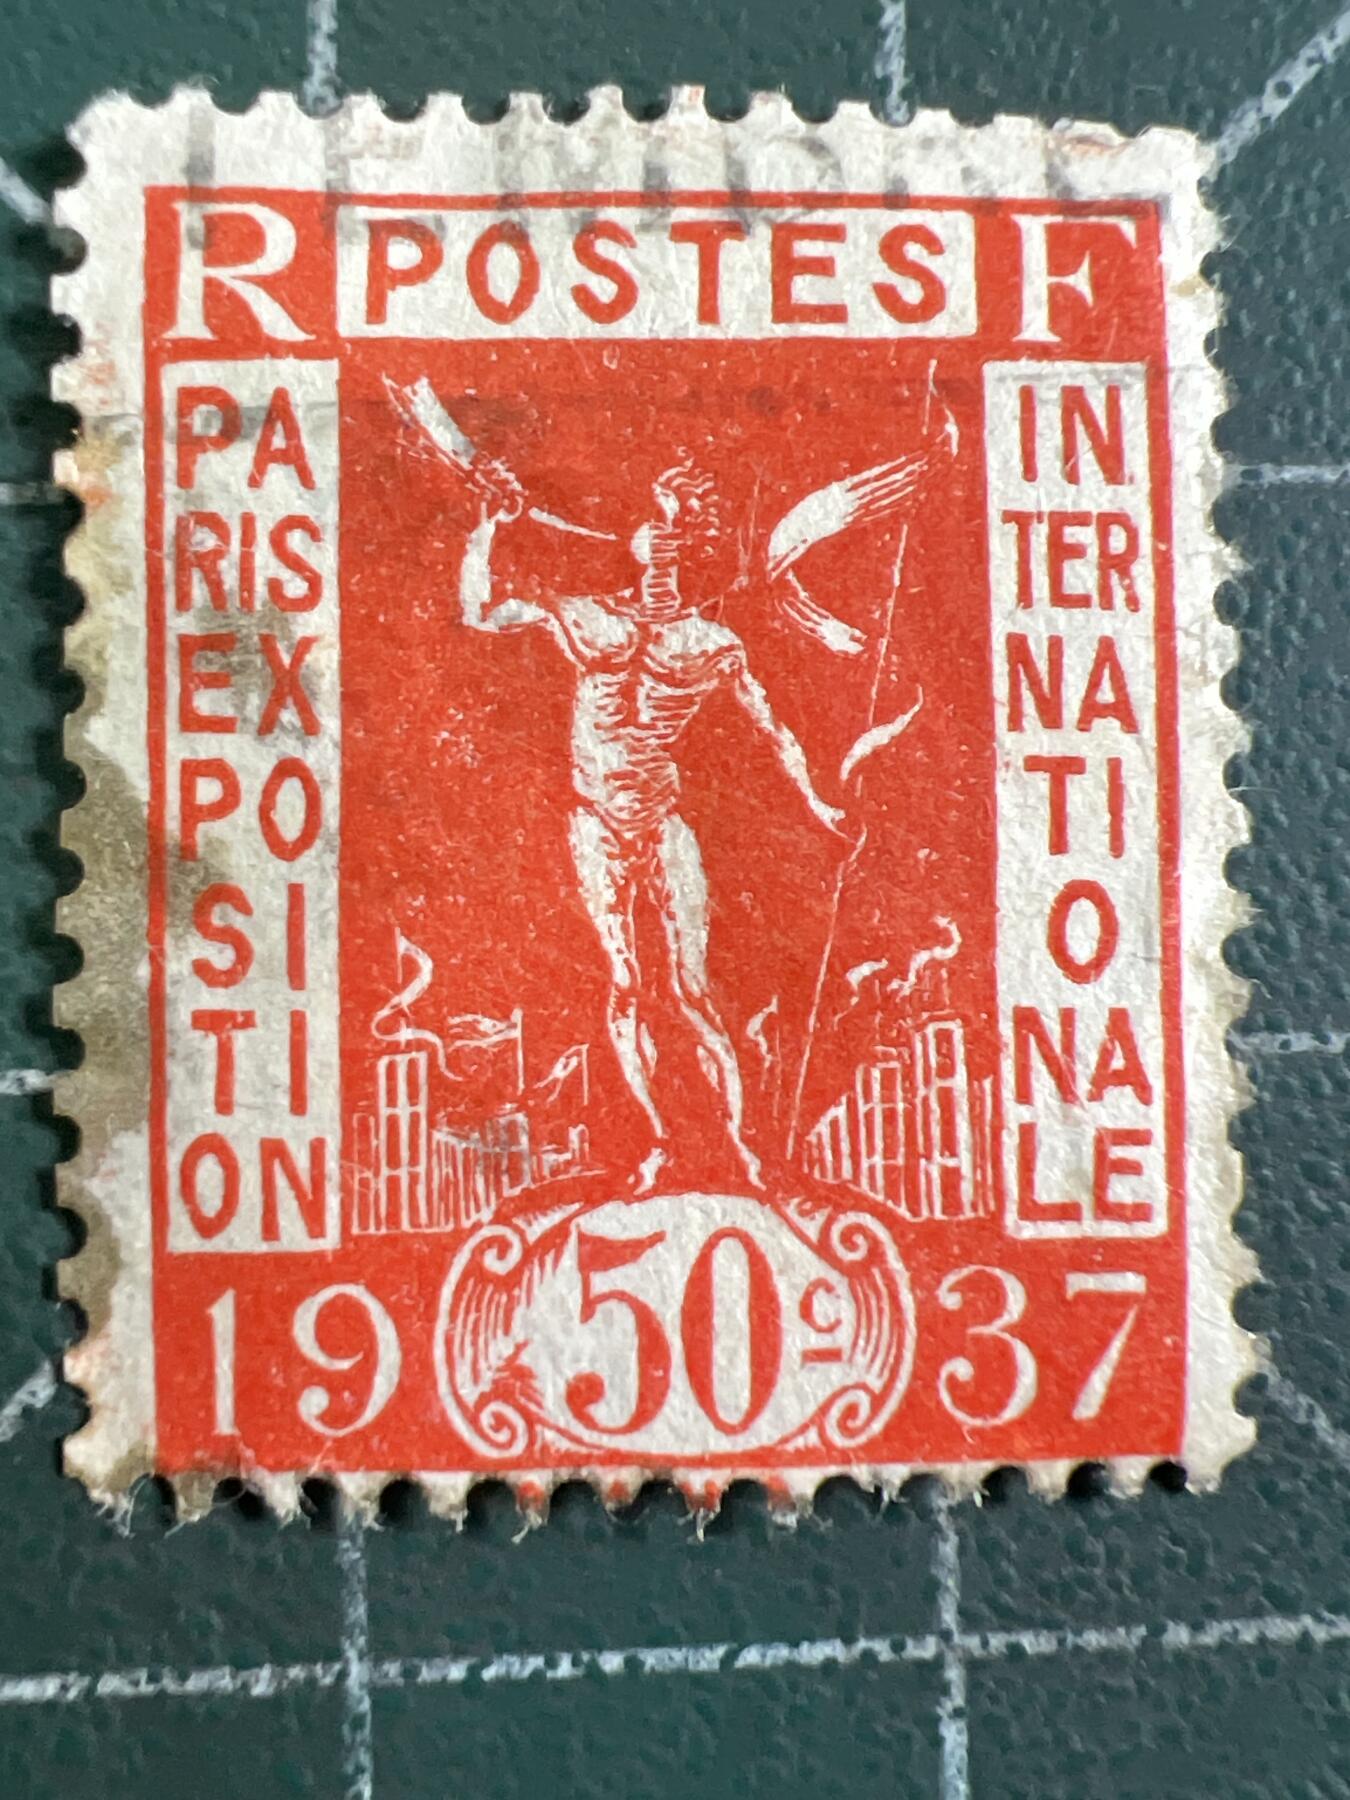 R POSTES F
PA
RIS
EX
PO
SI
TI
ON
IN
TER
NA
TI
O
NA
LE
19 50c 37